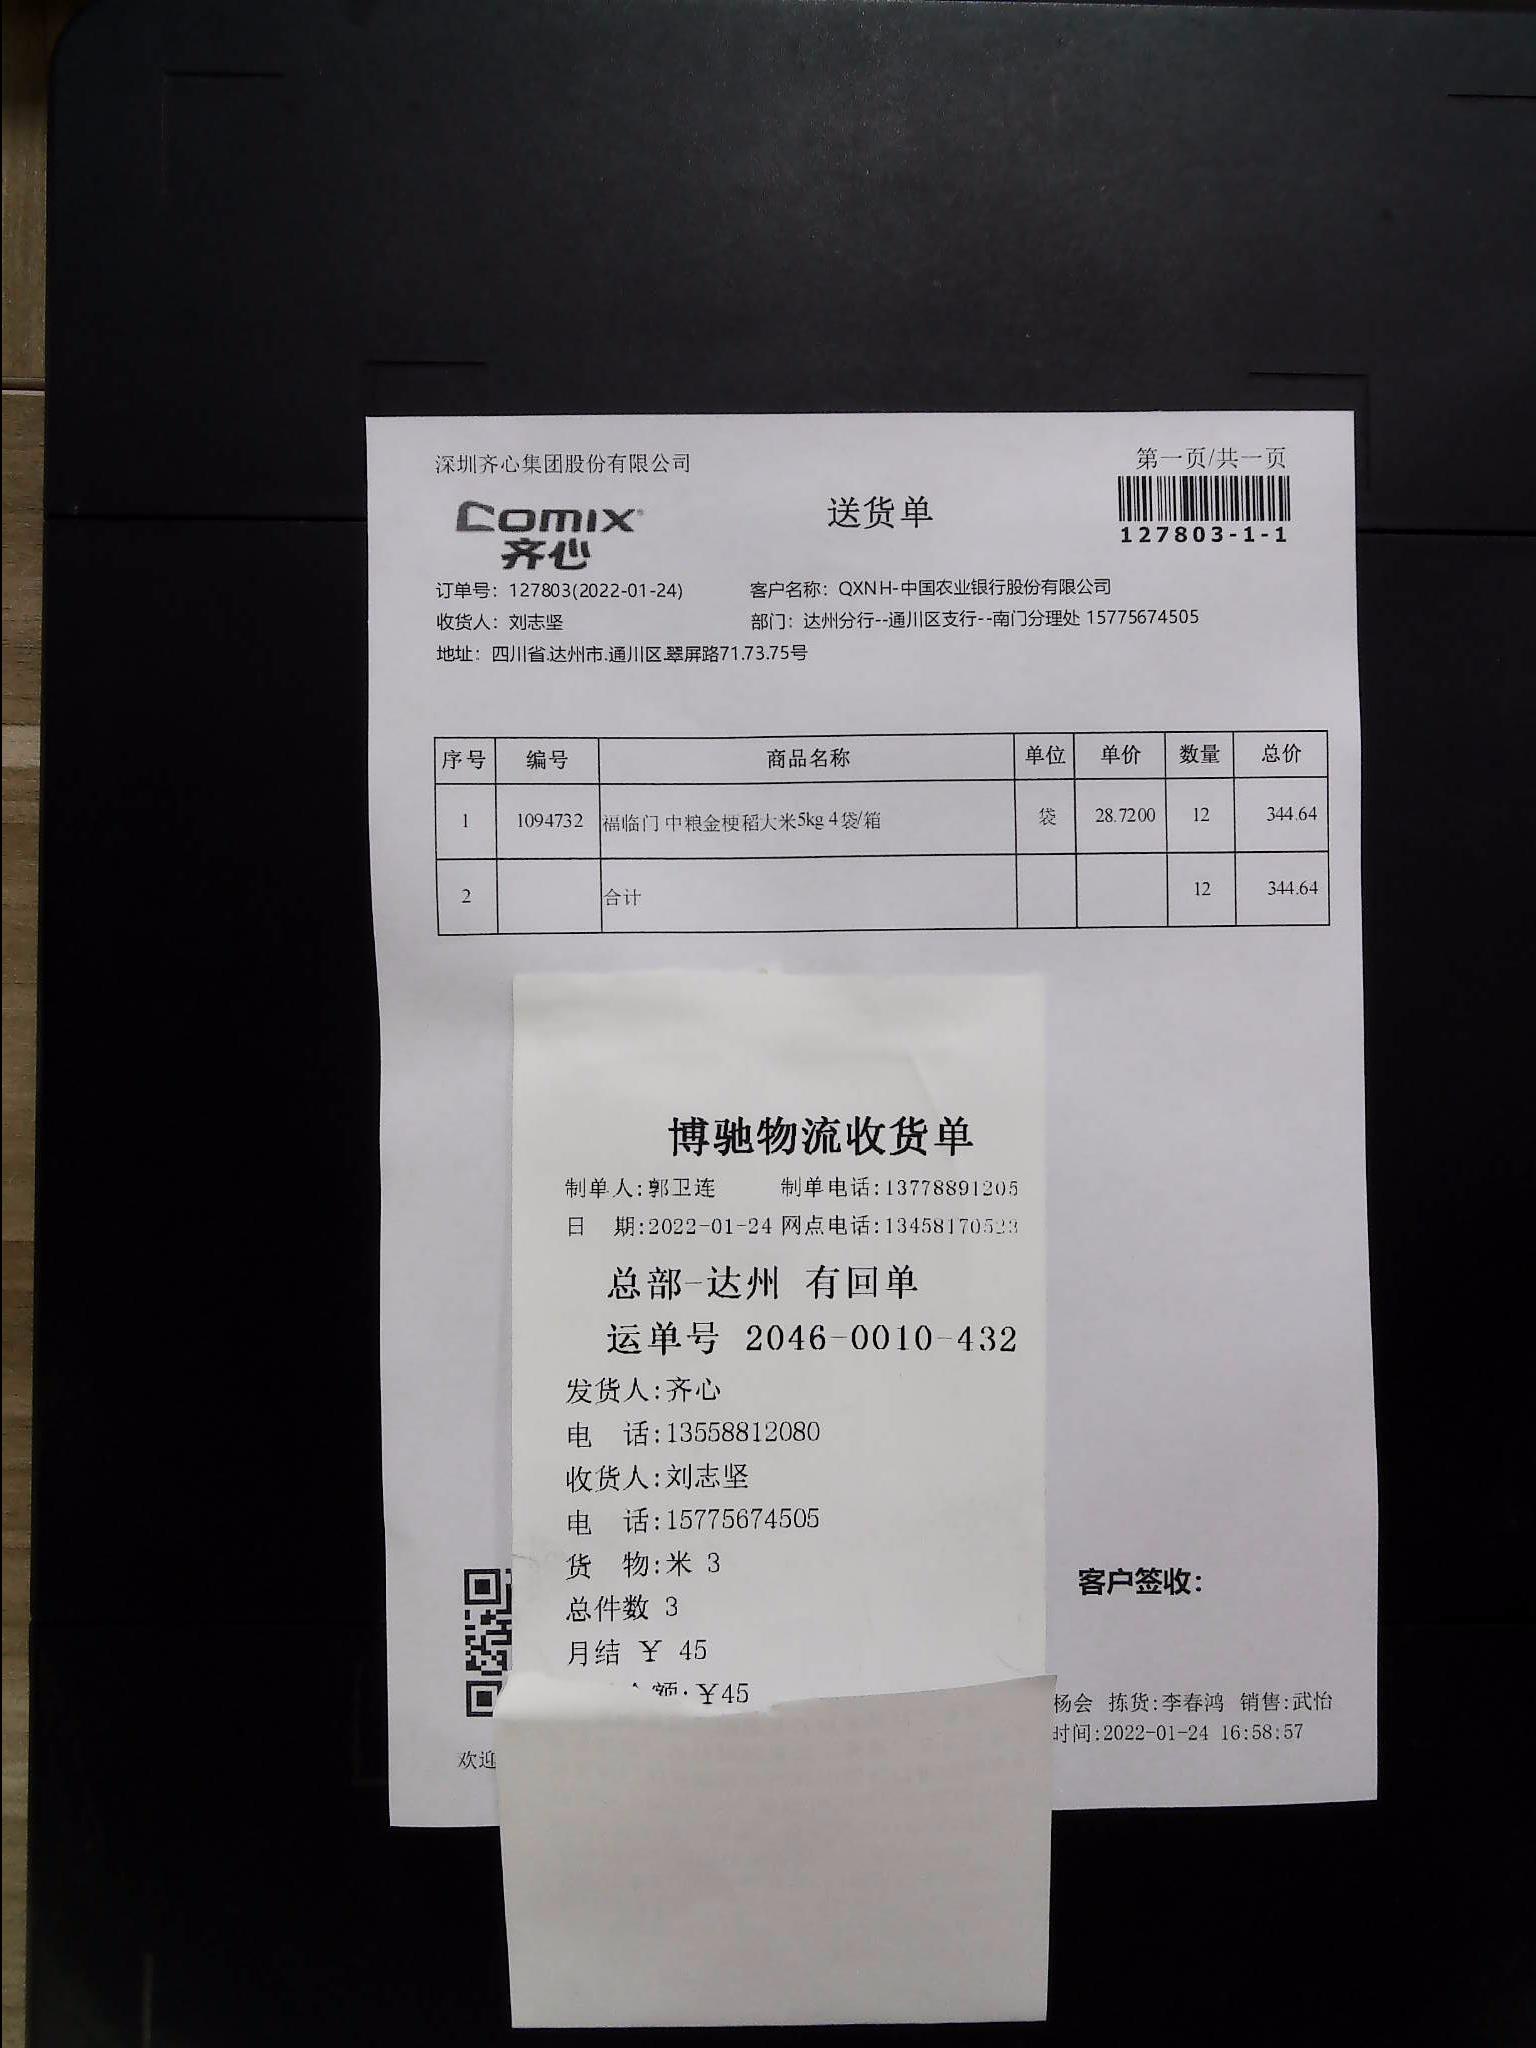 深圳齐心集团股份有限公司
第一页/共一页
COMIX
齐心
送货单
127803-1-1
订单号：127803(2022-01-24)
客户名称：QXNH-中国农业银行股份有限公司
收货人：刘志坚
部门：达州分行--通川区支行--南门分理处 15775674505
地址：四川省.达州市.通川区.翠屏路71.73.75号
序号 编号 商品名称 单位 单价 数量 总价
1 1094732 福临门 中粮金梗稻大米5kg 4袋/箱 袋 28.7200 12 344.64
2 合计 12 344.64
博驰物流收货单
制单人:郭卫连 制单电话:13778891205
日 期:2022-01-24 网点电话:13458170523
总部-达州 有回单
运单号 2046-0010-432
发货人:齐心
电 话:13558812080
收货人:刘志坚
电 话:15775674505
货 物:米 3
总件数 3
月结 ￥ 45
额:￥45
客户签收：
杨会 拣货:李春鸿 销售:武怡
时间:2022-01-24 16:58:57
欢迎